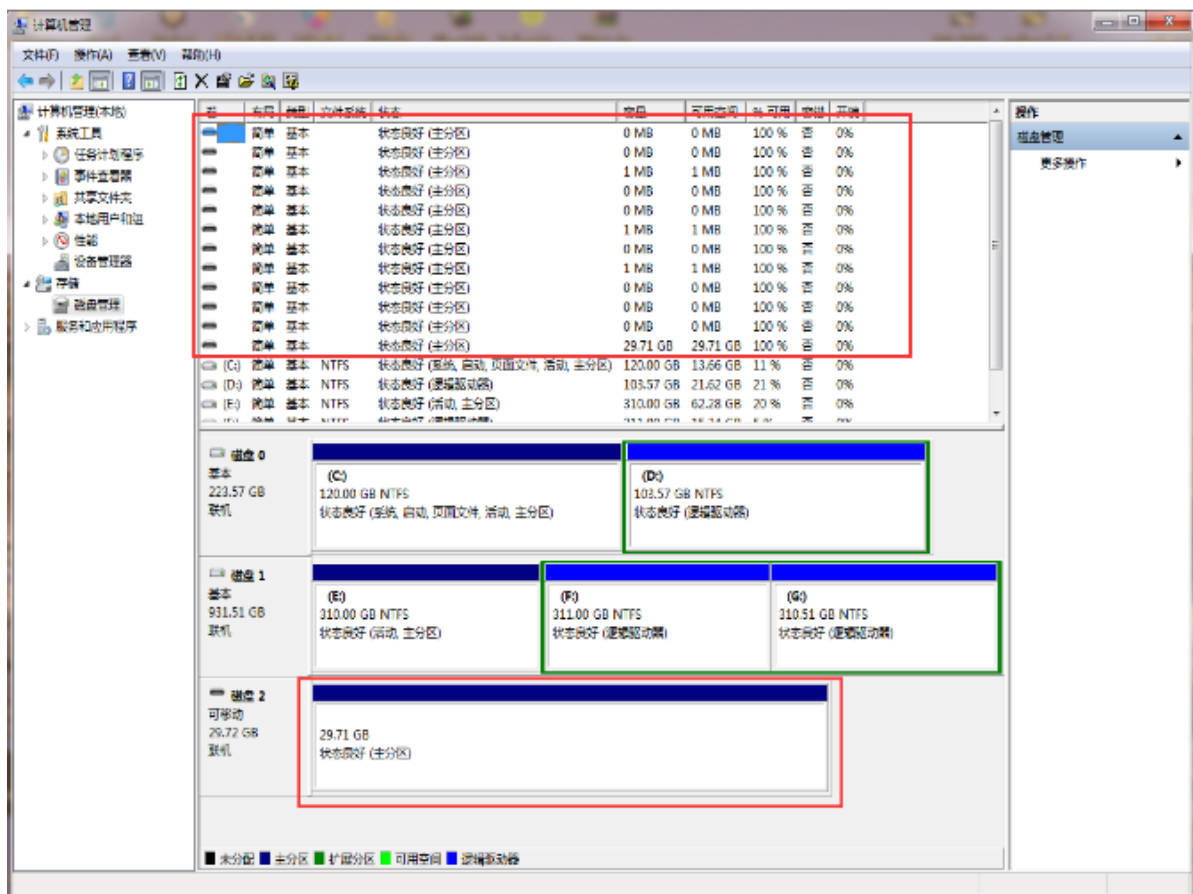 计算机管理
文件(F) 操作(A) 查看(V) 帮助(H)
计算机管理(本地)
系统工具
任务计划程序
事件查看器
共享文件夹
本地用户和组
性能
设备管理器
存储
磁盘管理
服务和应用程序
卷 布局 类型 文件系统 状态 容量 可用空间 % 可用 容错 开销
简单 基本 状态良好 (主分区) 0 MB 0 MB 100 % 否 0%
简单 基本 状态良好 (主分区) 0 MB 0 MB 100 % 否 0%
简单 基本 状态良好 (主分区) 1 MB 1 MB 100 % 否 0%
简单 基本 状态良好 (主分区) 0 MB 0 MB 100 % 否 0%
简单 基本 状态良好 (主分区) 0 MB 0 MB 100 % 否 0%
简单 基本 状态良好 (主分区) 1 MB 1 MB 100 % 否 0%
简单 基本 状态良好 (主分区) 0 MB 0 MB 100 % 否 0%
简单 基本 状态良好 (主分区) 1 MB 1 MB 100 % 否 0%
简单 基本 状态良好 (主分区) 0 MB 0 MB 100 % 否 0%
简单 基本 状态良好 (主分区) 0 MB 0 MB 100 % 否 0%
简单 基本 状态良好 (主分区) 0 MB 0 MB 100 % 否 0%
简单 基本 状态良好 (主分区) 29.71 GB 29.71 GB 100 % 否 0%
(C:) 简单 基本 NTFS 状态良好 (系统, 启动, 页面文件, 活动, 主分区) 120.00 GB 13.66 GB 11 % 否 0%
(D:) 简单 基本 NTFS 状态良好 (逻辑驱动器) 103.57 GB 21.62 GB 21 % 否 0%
(E:) 简单 基本 NTFS 状态良好 (活动, 主分区) 310.00 GB 62.28 GB 20 % 否 0%
磁盘 0
基本
223.57 GB
联机
(C:)
120.00 GB NTFS
状态良好 (系统, 启动, 页面文件, 活动, 主分区)
(D:)
103.57 GB NTFS
状态良好 (逻辑驱动器)
磁盘 1
基本
931.51 GB
联机
(E:)
310.00 GB NTFS
状态良好 (活动, 主分区)
(F:)
311.00 GB NTFS
状态良好 (逻辑驱动器)
(G:)
310.51 GB NTFS
状态良好 (逻辑驱动器)
磁盘 2
可移动
29.72 GB
联机
29.71 GB
状态良好 (主分区)
未分配 主分区 扩展分区 可用空间 逻辑驱动器
操作
磁盘管理
更多操作